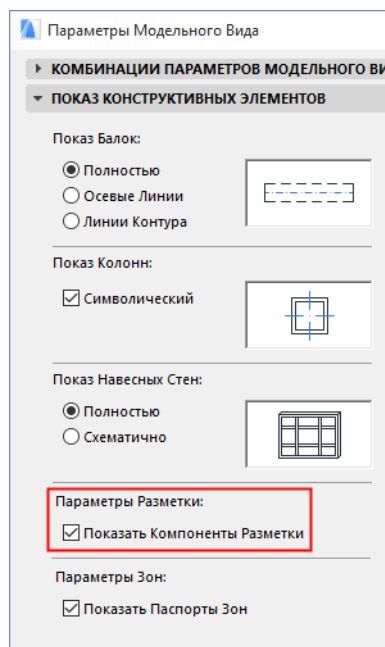 Параметры Модельного Вида
КОМБИНАЦИИ ПАРАМЕТРОВ МОДЕЛЬНОГО ВИ
ПОКАЗ КОНСТРУКТИВНЫХ ЭЛЕМЕНТОВ
Показ Балок:
Полностью
Осевые Линии
Линии Контура
Показ Колонн:
Символический
Показ Навесных Стен:
Полностью
Схематично
Параметры Разметки:
Показать Компоненты Разметки
Параметры Зон:
Показать Паспорты Зон